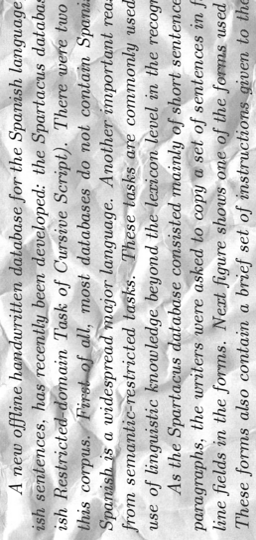 A new offline handwritten database for the Spanish language
ish sentences, has recently been developed: the Spartacus databas
ish Restricted-domain Task of Cursive Script). There were two
this corpus. First of all, most databases do not contain Spani
Spanish is a widespread major language. Another important rea
from semantic-restricted tasks. These tasks are commonly used
use of linguistic knowledge beyond the lexicon level in the recogn
As the Spartacus database consisted mainly of short sentence
paragraphs, the writers were asked to copy a set of sentences in f
line fields in the forms. Next figure shows one of the forms used
These forms also contain a brief set of instructions given to the